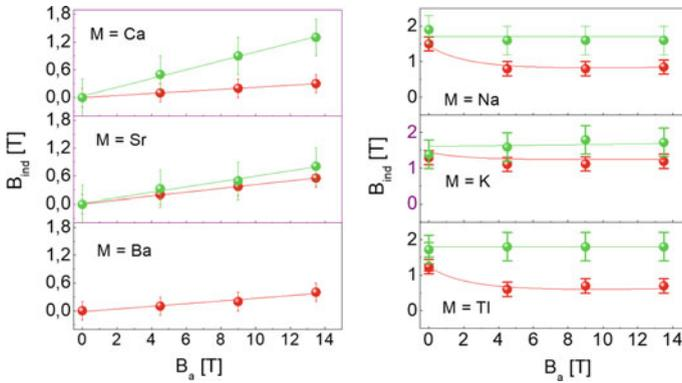 1,8
1,2
0,6
0,0
M = Ca
1,8
1,2
0,6
0,0
M = Sr
1,8
1,2
0,6
0,0
M = Ba
B_ind [T]
0 2 4 6 8 10 12 14
B_a [T]
2
1
0
M = Na
2
1
0
M = K
2
1
0
M = Tl
B_ind [T]
0 2 4 6 8 10 12 14
B_a [T]